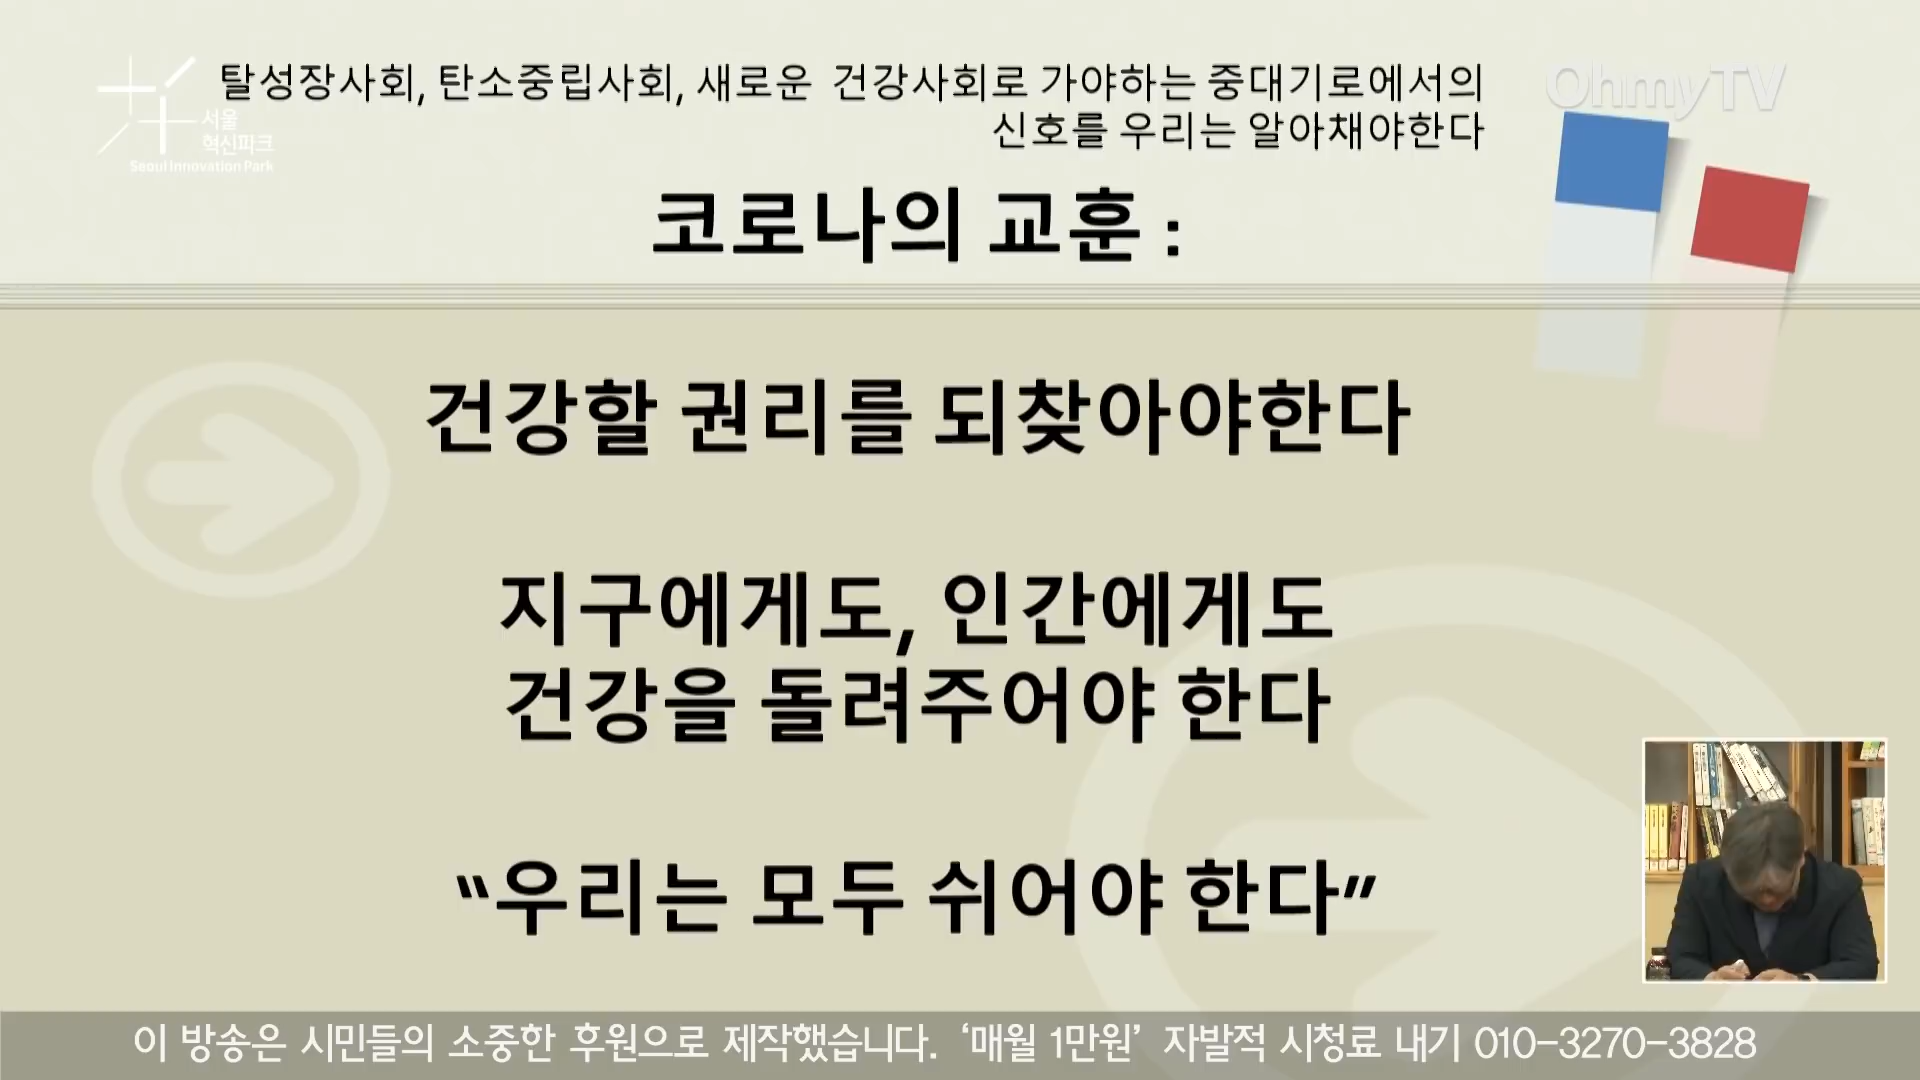 탈성장사회, 탄소중립사회, 새로운 건강사회로 가야하는 중대기로에서의
신호를 우리는 알아채야한다
OhmyTV
서울
혁신파크
Seoul Innovation Park
코로나의 교훈 :
건강할 권리를 되찾아야한다
지구에게도, 인간에게도
건강을 돌려주어야 한다
“우리는 모두 쉬어야 한다”
이 방송은 시민들의 소중한 후원으로 제작했습니다. ‘매월 1만원’ 자발적 시청료 내기 010-3270-3828